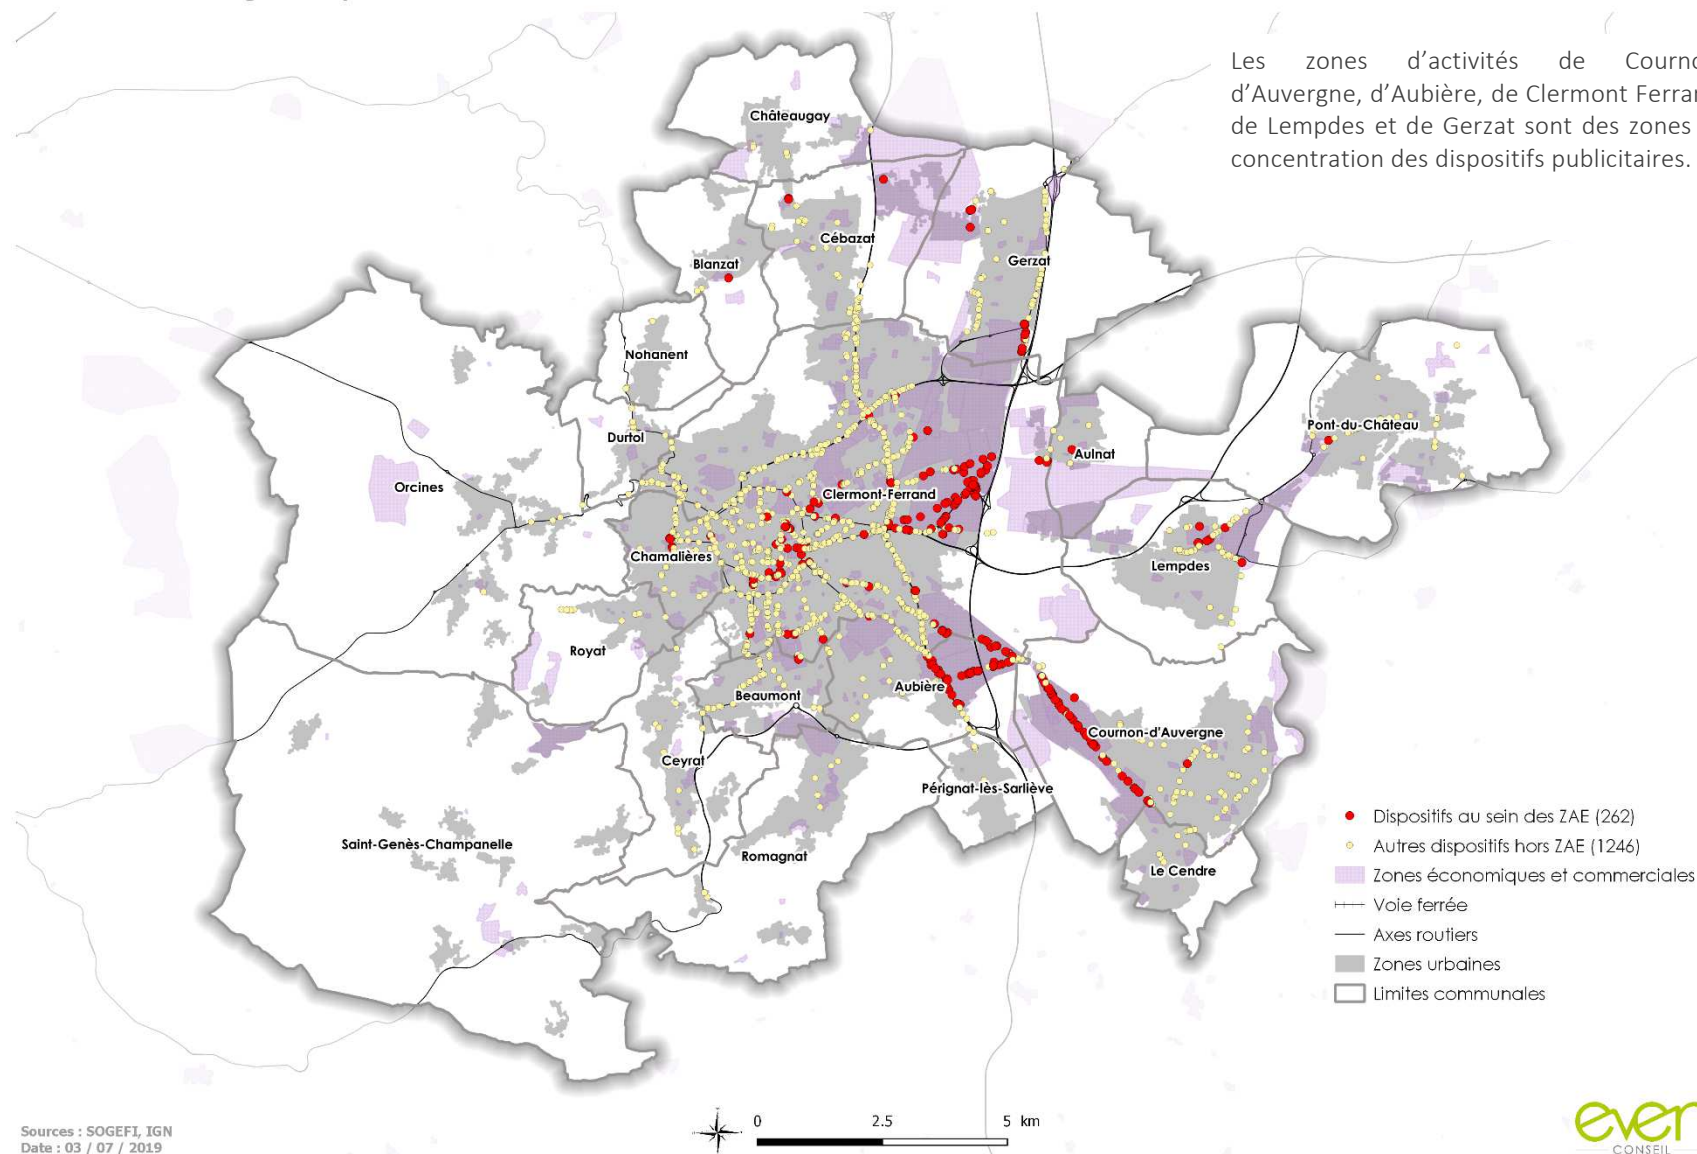 Les zones d'activités de
d'Auvergne, d'Aubière, de Clermont
de Lempdes et de Gerzat sont des zones
concentration des dispositifs publicitaires.
Châteaugay
Cébazat
Blanzat
Gerzat
Nohanent
Durtol
Pont-du-Château
Aulnat
Orcines
Clermont-Ferrand
Chamalières
Lempdes
Royat
Aubière
Beaumont
Cournon-d'Auvergne
Ceyrat
Pérignat-lès-Sarliève
Saint-Genès-Champanelle
Romagnat
Le Cendre
Dispositifs au sein des ZAE (262)
Autres dispositifs hors ZAE (1246)
Zones économiques et commerciales
Voie ferrée
Axes routiers
Zones urbaines
Limites communales
0 2.5 5 km
Sources : SOGEFI, IGN
Date : 03 / 07 / 2019
even
CONSEIL